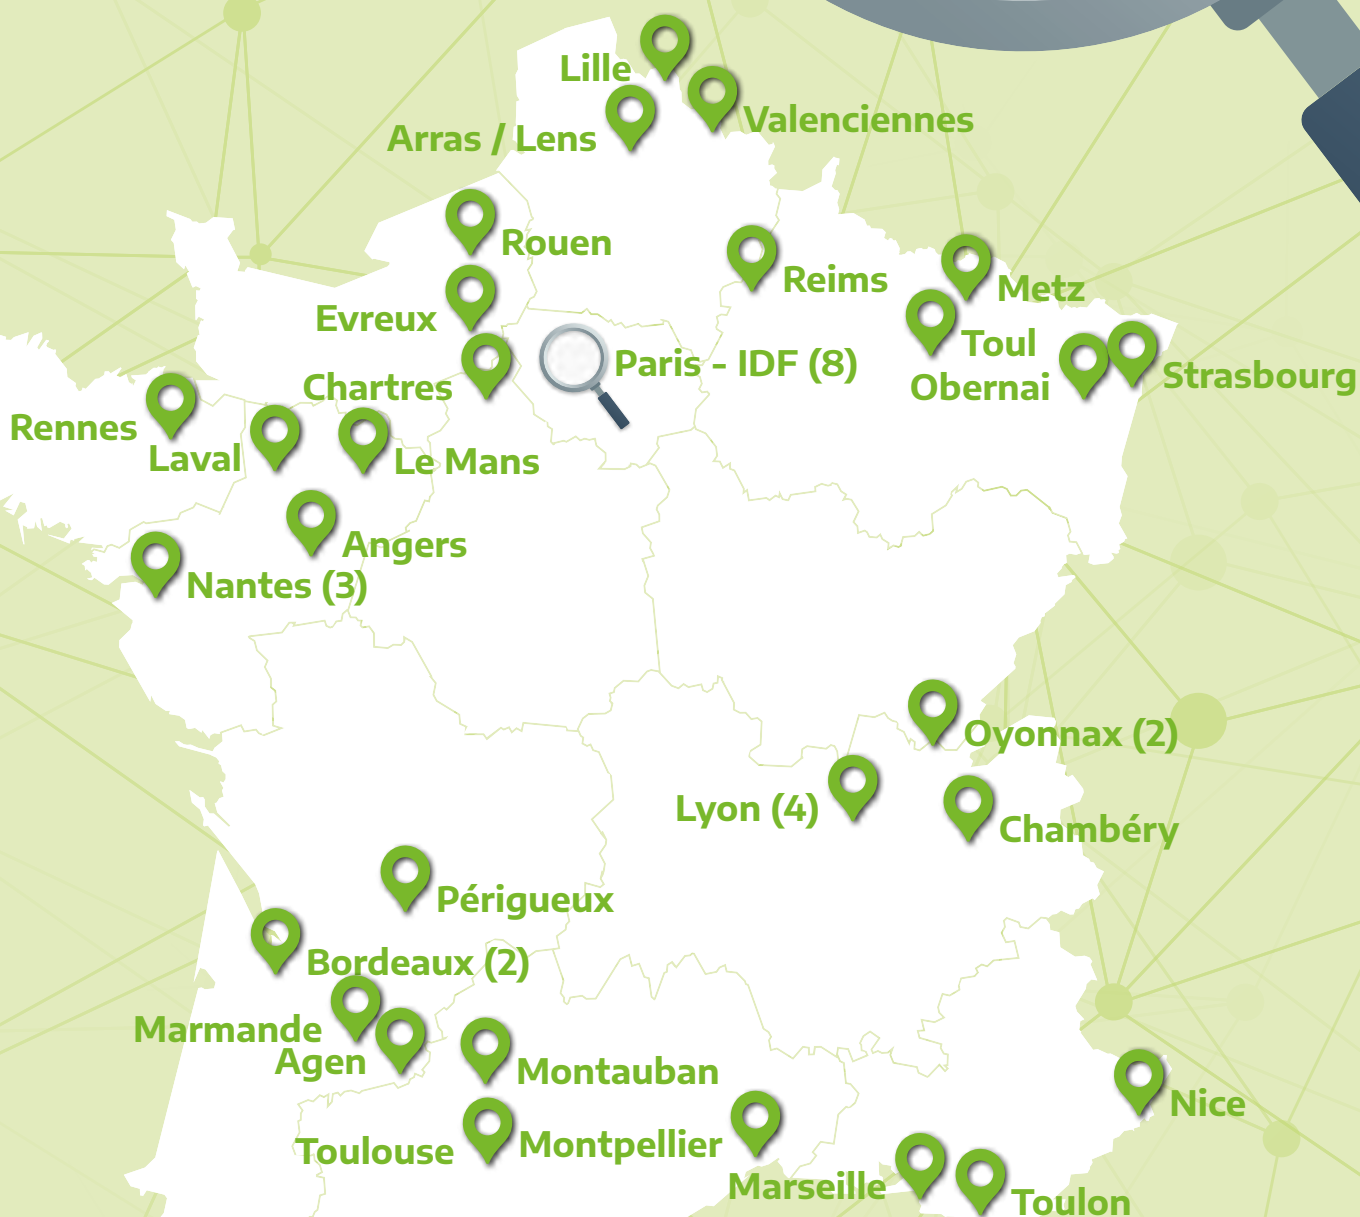 Lille
Valenciennes
Arras / Lens
Rouen
Reims
Metz
Evreux
Toul
Paris - IDF (8)
Strasbourg
Chartres
Obernai
Rennes
Laval
Le Mans
Angers
Nantes (3)
Oyonnax (2)
Lyon (4)
Chambéry
Périgueux
Bordeaux (2)
Marmande
Agen
Montauban
Nice
Toulouse
Montpellier
Marseille
Toulon